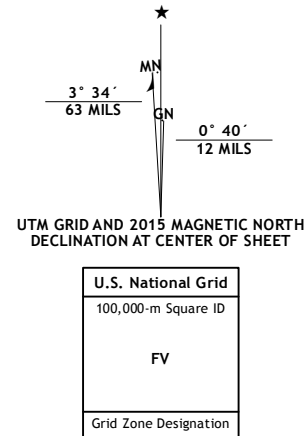 MN
3° 34´
63 MILS
GN
0° 40´
12 MILS
UTM GRID AND 2015 MAGNETIC NORTH
DECLINATION AT CENTER OF SHEET
U.S. National Grid
100,000-m Square ID
FV
Grid Zone Designation